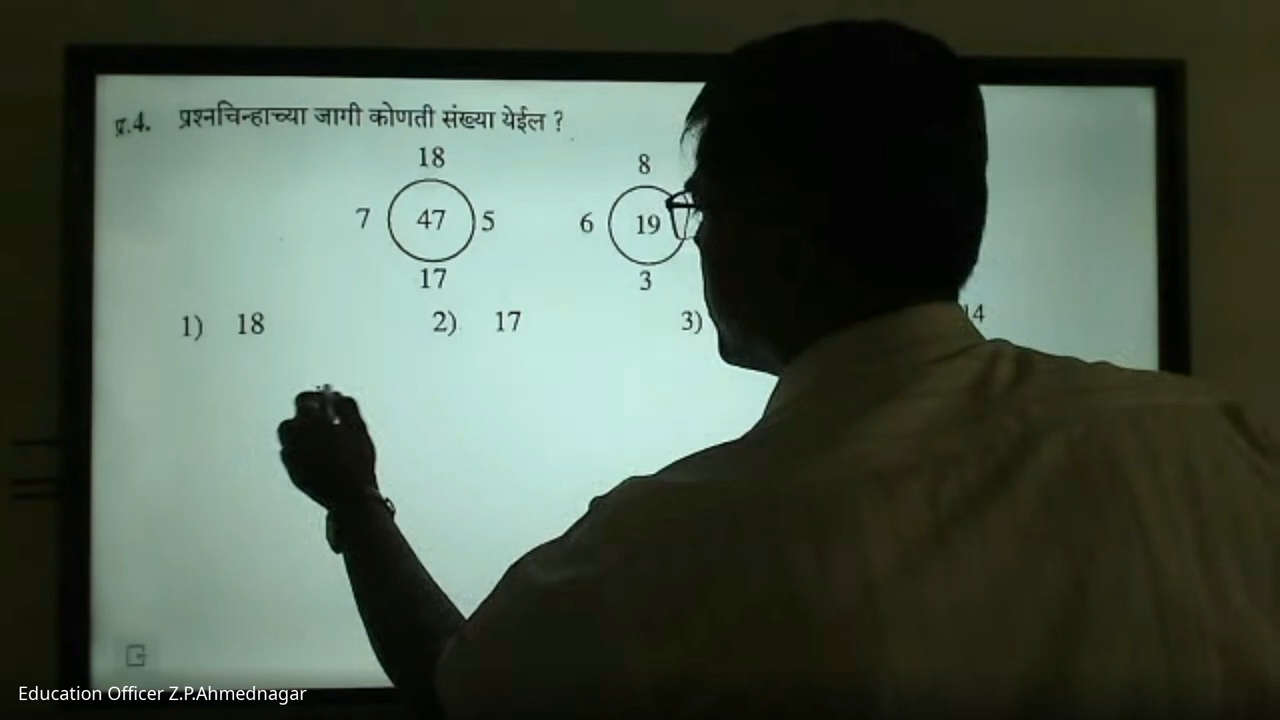 प्र.4. प्रश्नचिन्हाच्या जागी कोणती संख्या येईल ?
18 8
7 47 5 6 19
17 3
1) 18 2) 17 3) 14
Education Officer Z.P.Ahmednagar